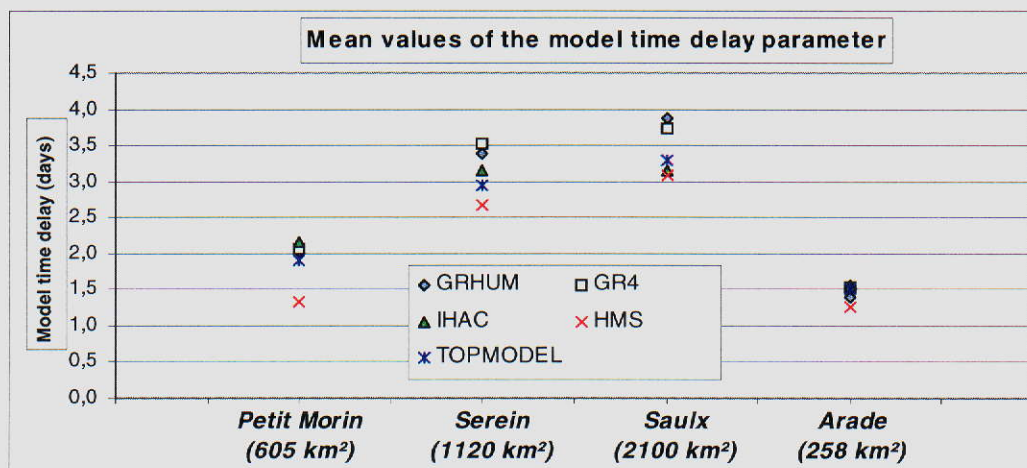 Mean values of the model time delay parameter
Model time delay (days)
4,5
4,0
3,5
3,0
2,5
2,0
1,5
1,0
0,5
0,0
GRHUM GR4
IHAC HMS
TOPMODEL
Petit Morin Serein Saulx Arade
(605 km²) (1120 km²) (2100 km²) (258 km²)